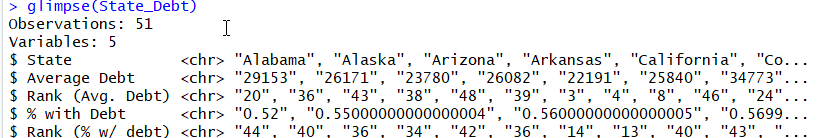 > glimpse(State_Debt)
Observations: 51
Variables: 5
$ State             <chr> "Alabama", "Alaska", "Arizona", "Arkansas", "California", "Co...
$ Average Debt      <chr> "29153", "26171", "23780", "26082", "22191", "25840", "34773"...
$ Rank (Avg. Debt)  <chr> "20", "36", "43", "38", "48", "39", "3", "4", "8", "46", "24"...
$ % with Debt       <chr> "0.52", "0.55000000000000004", "0.56000000000000005", "0.5699...
$ Rank (% w/ debt)  <chr> "44", "40", "36", "34", "42", "36", "14", "13", "40", "43", "...